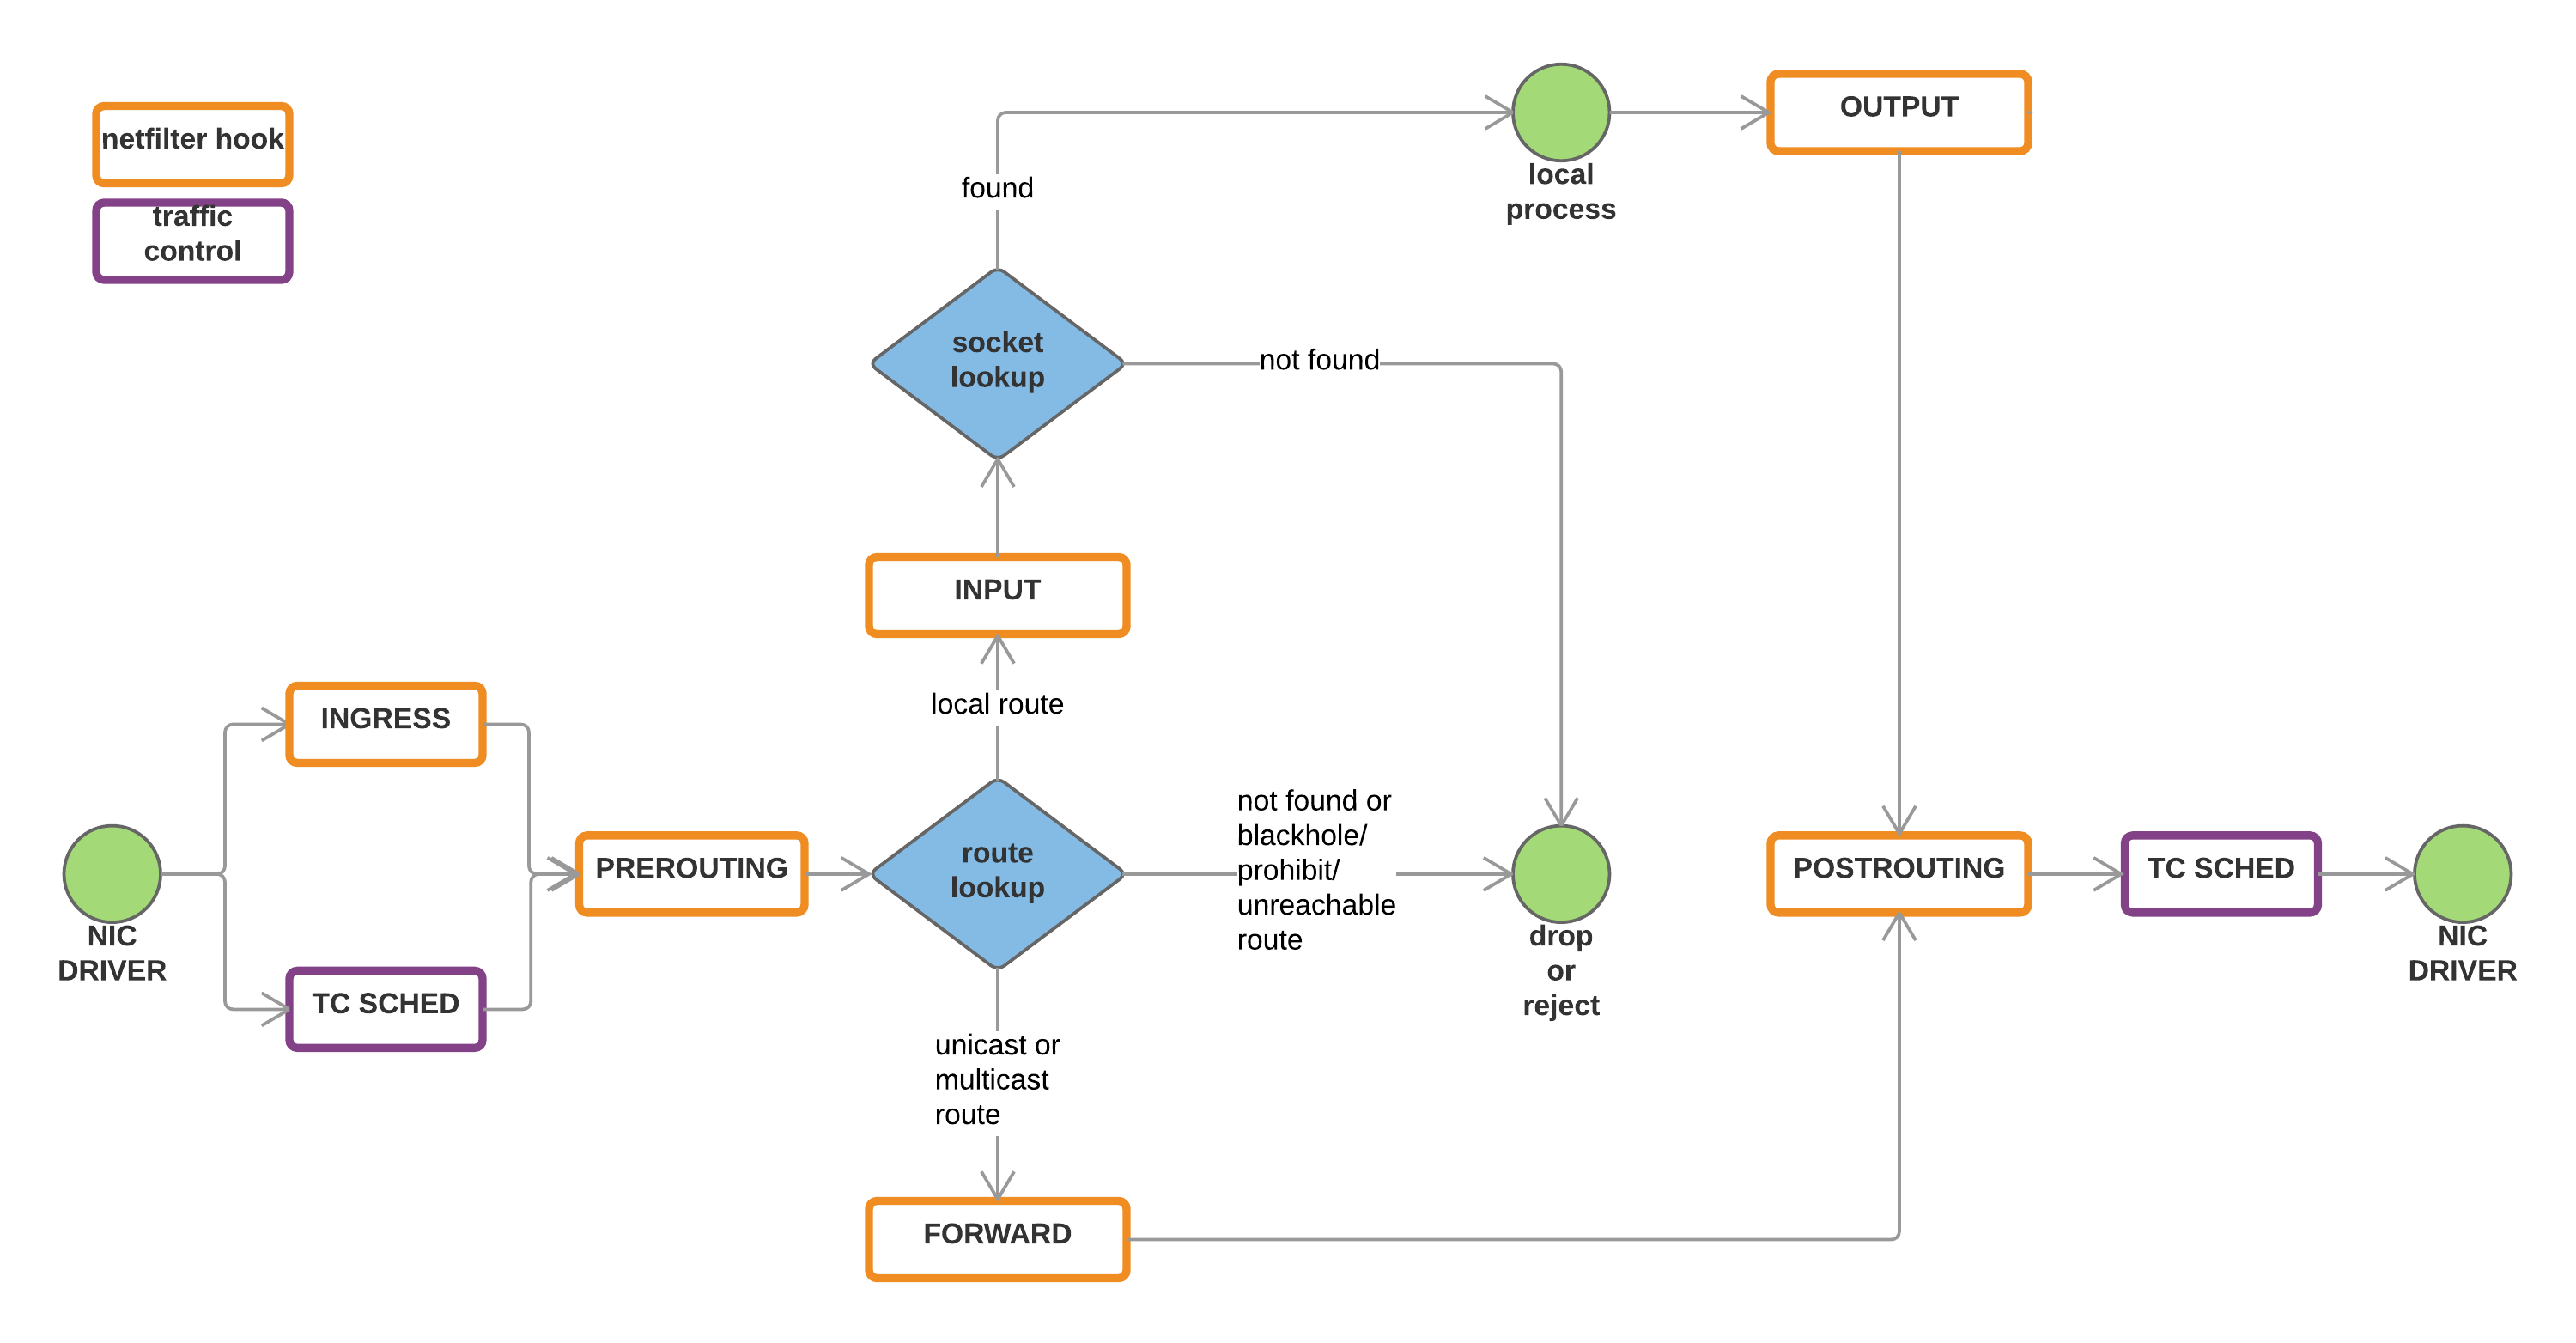 netfilter hook
traffic
control
found
local
process
OUTPUT
socket
lookup
not found
INPUT
local route
INGRESS
NIC
DRIVER
TC SCHED
PREROUTING
route
lookup
not found or
blackhole/
prohibit/
unreachable
route
drop
or
reject
unicast or
multicast
route
FORWARD
POSTROUTING
TC SCHED
NIC
DRIVER